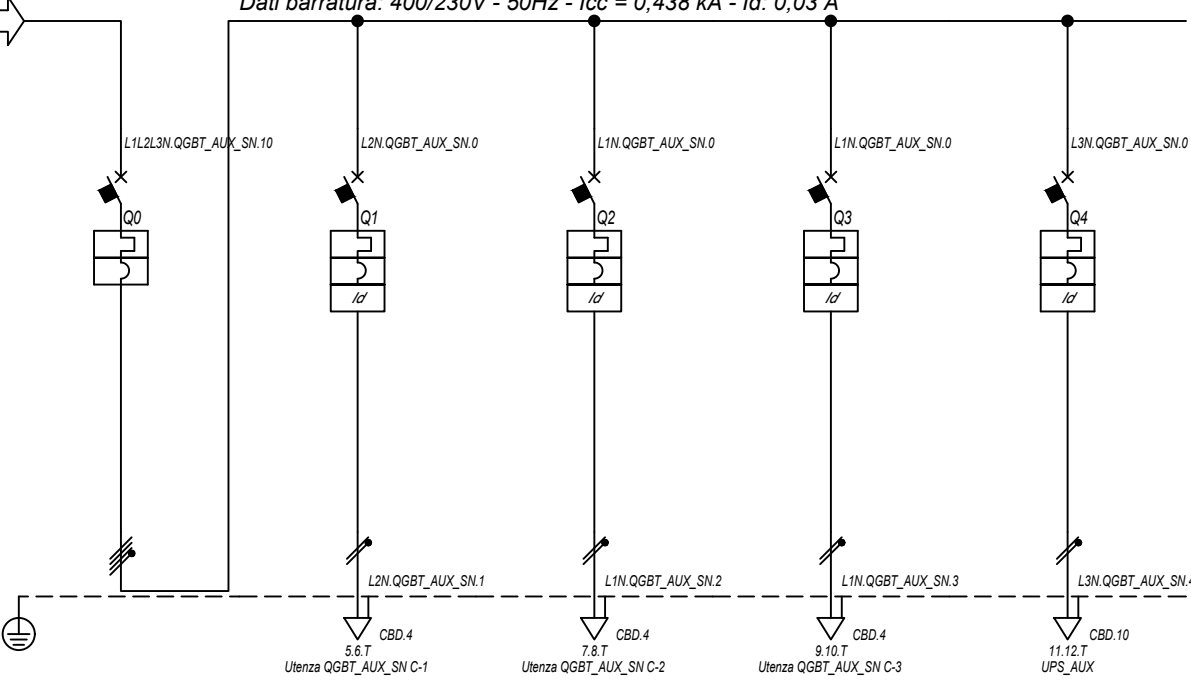 Dati barratura: 400/230V - 50Hz - Icc = 0,438 kA - Id: 0,03 A
L1L2L3N.QGBT_AUX_SN.10
L2N.QGBT_AUX_SN.0
L1N.QGBT_AUX_SN.0
L1N.QGBT_AUX_SN.0
L3N.QGBT_AUX_SN.0
Q0
Q1
Q2
Q3
Q4
Id
Id
Id
Id
L2N.QGBT_AUX_SN.1
L1N.QGBT_AUX_SN.2
L1N.QGBT_AUX_SN.3
L3N.QGBT_AUX_SN.4
CBD.4
CBD.4
CBD.4
CBD.10
5.6.T
7.8.T
9.10.T
11.12.T
Utenza QGBT_AUX_SN C-1
Utenza QGBT_AUX_SN C-2
Utenza QGBT_AUX_SN C-3
UPS_AUX